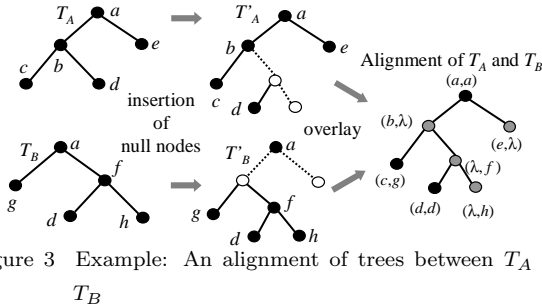 T_A a
b e
c d
T'_A a
b e
c d
insertion
of
null nodes
overlay
Alignment of T_A and T_B
(a,a)
(b,λ) (e,λ)
(c,g) (λ,f)
(d,d) (λ,h)
T_B a
f
g d h
T'_B a
f
g d h
gure 3 Example: An alignment of trees between T_A
T_B